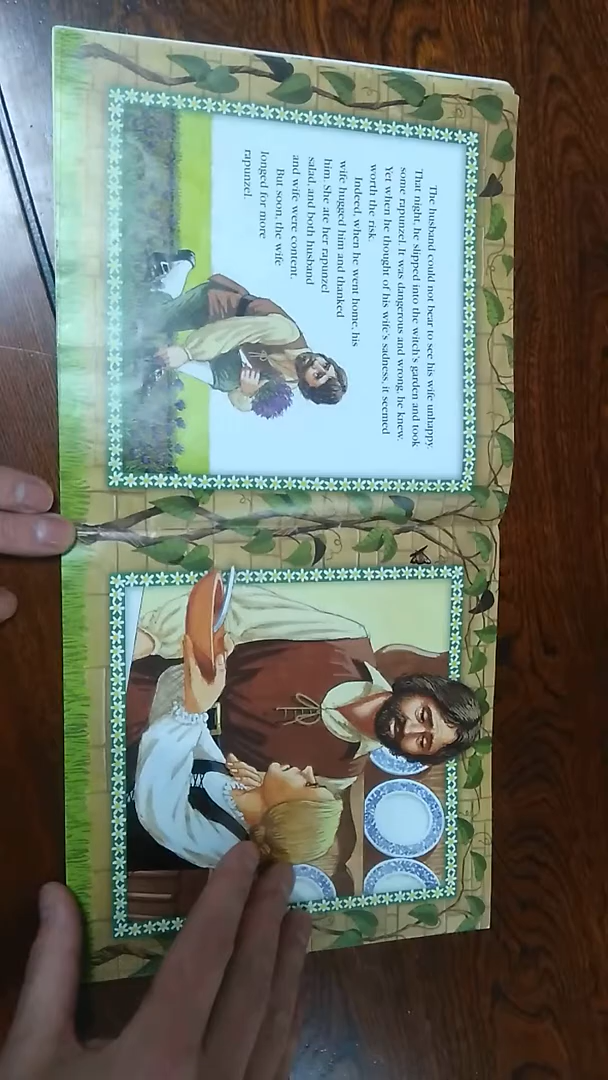 The husband could not bear to see his wife unhappy.
That night, he slipped into the witch's garden and took
some rapunzel. It was dangerous and wrong, he knew.
Yet when he thought of his wife's sadness, it seemed
worth the risk.
Indeed, when he went home, his
wife hugged him and thanked
him. She ate her rapunzel
salad, and both husband
and wife were content.
But soon, the wife
longed for more
rapunzel.